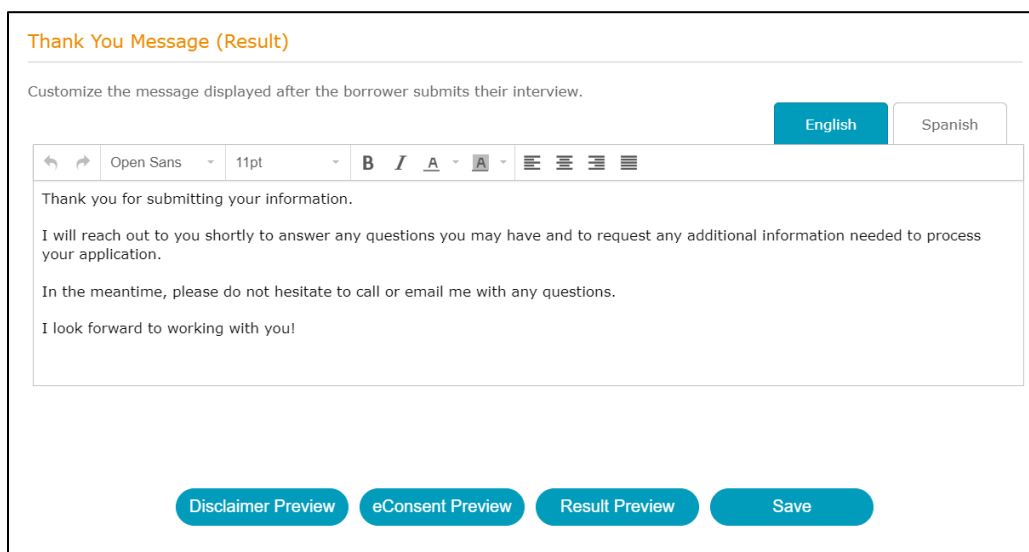 Thank You Message (Result)
Customize the message displayed after the borrower submits their interview.
English Spanish
Open Sans 11pt B I A A
Thank you for submitting your information.
I will reach out to you shortly to answer any questions you may have and to request any additional information needed to process
your application.
In the meantime, please do not hesitate to call or email me with any questions.
I look forward to working with you!
Disclaimer Preview eConsent Preview Result Preview Save